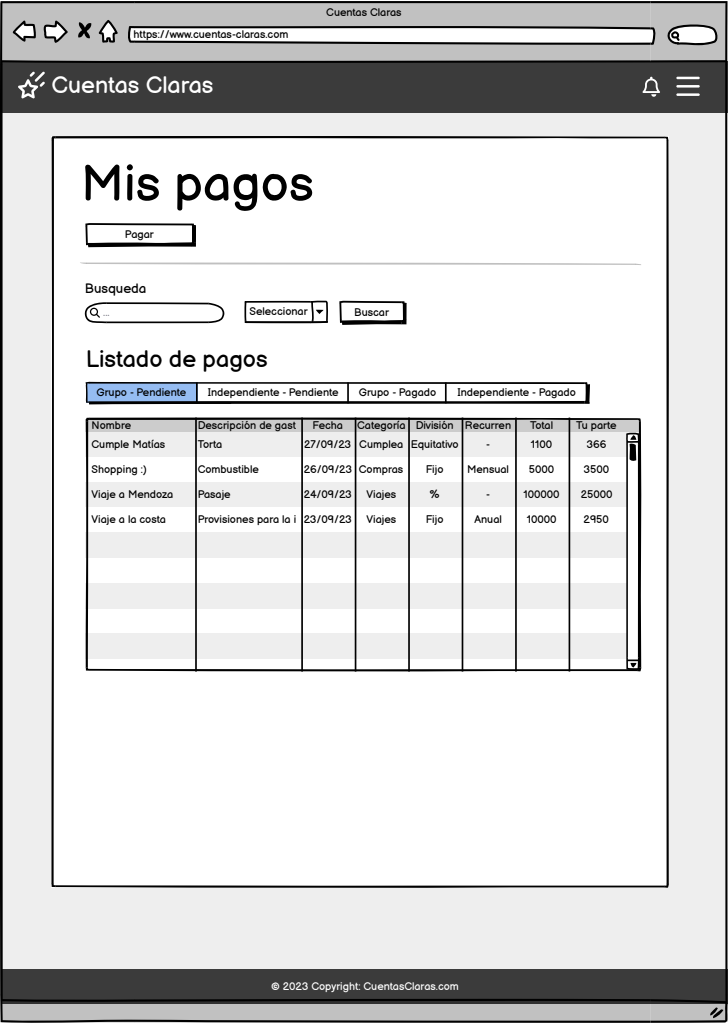 Cuentas Claras
https://www.cuentas-claras.com
Cuentas Claras
Mis pagos
Pagar
Busqueda
... Seleccionar Buscar
Listado de pagos
Grupo - Pendiente Independiente - Pendiente Grupo - Pagado Independiente - Pagado
Nombre Descripción de gast Fecha Categoría División Recurren Total Tu parte
Cumple Matías Torta 27/09/23 Cumplea Equitativo - 1100 366
Shopping :) Combustible 26/09/23 Compras Fijo Mensual 5000 3500
Viaje a Mendoza Pasaje 24/09/23 Viajes % - 100000 25000
Viaje a la costa Provisiones para la i 23/09/23 Viajes Fijo Anual 10000 2950
© 2023 Copyright: CuentasClaras.com